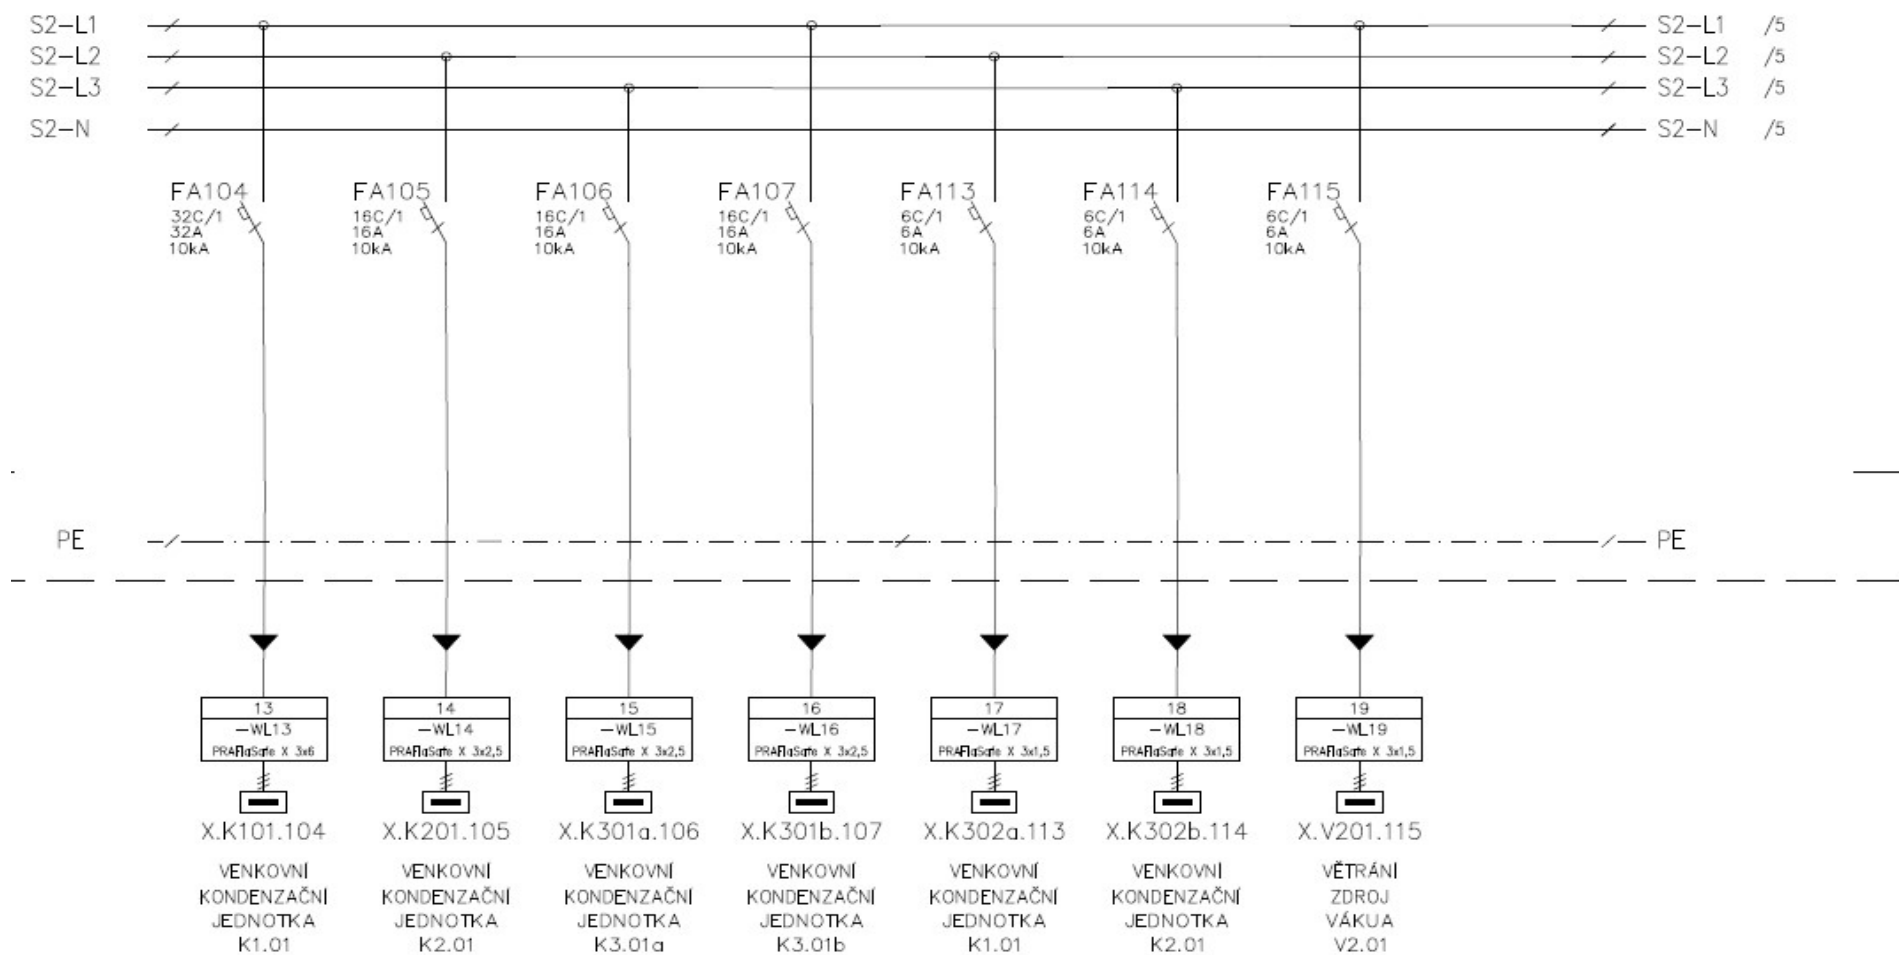 S2-L1 S2-L1 /5
S2-L2 S2-L2 /5
S2-L3 S2-L3 /5
S2-N S2-N /5
FA104 FA105 FA106 FA107 FA113 FA114 FA115
32C/1 16C/1 16C/1 16C/1 6C/1 6C/1 6C/1
32A 16A 16A 16A 6A 6A 6A
10kA 10kA 10kA 10kA 10kA 10kA 10kA
PE PE
13 14 15 16 17 18 19
-WL13 -WL14 -WL15 -WL16 -WL17 -WL18 -WL19
PRAFlaSafe X 3x6 PRAFlaSafe X 3x2,5 PRAFlaSafe X 3x2,5 PRAFlaSafe X 3x2,5 PRAFlaSafe X 3x1,5 PRAFlaSafe X 3x1,5 PRAFlaSafe X 3x1,5
X.K101.104 X.K201.105 X.K301a.106 X.K301b.107 X.K302a.113 X.K302b.114 X.V201.115
VENKOVNÍ VENKOVNÍ VENKOVNÍ VENKOVNÍ VENKOVNÍ VENKOVNÍ VĚTRÁNÍ
KONDENZAČNÍ KONDENZAČNÍ KONDENZAČNÍ KONDENZAČNÍ KONDENZAČNÍ KONDENZAČNÍ ZDROJ
JEDNOTKA JEDNOTKA JEDNOTKA JEDNOTKA JEDNOTKA JEDNOTKA VÁKUA
K1.01 K2.01 K3.01a K3.01b K1.01 K2.01 V2.01